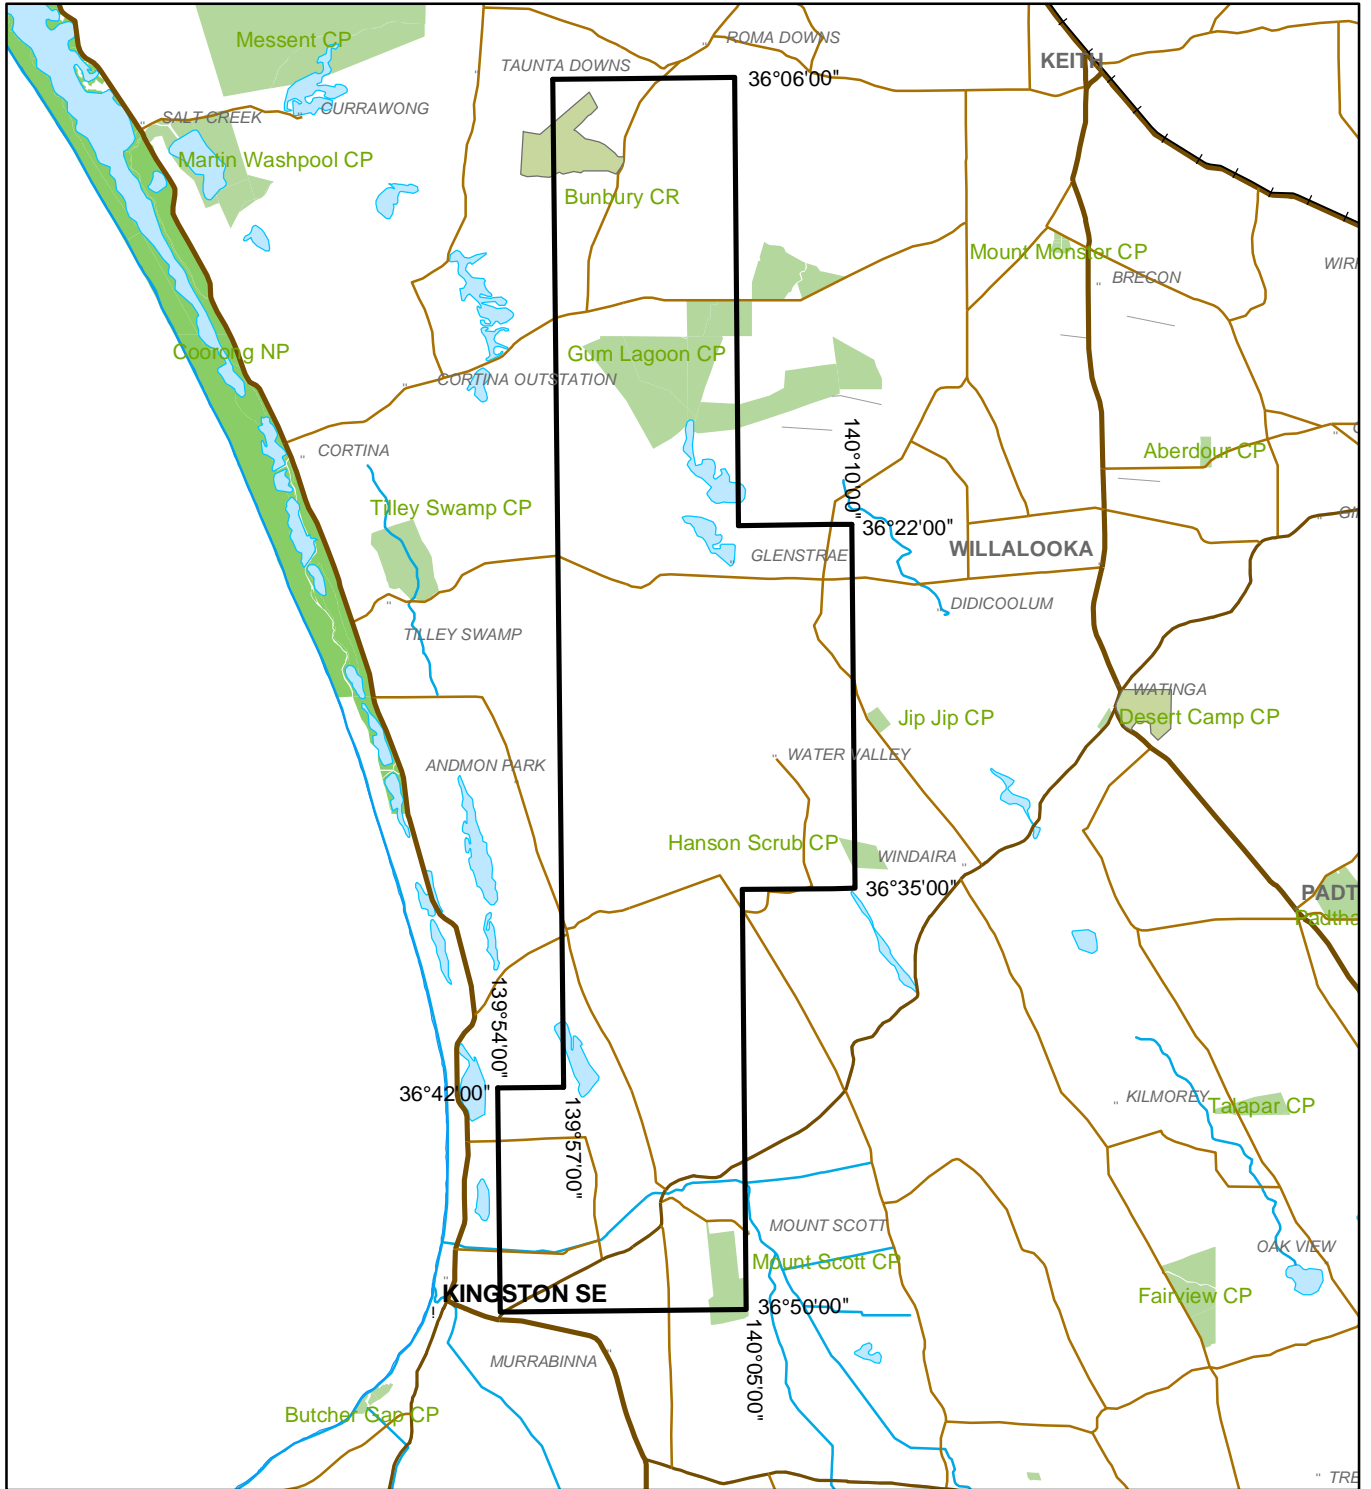 Messent CP
ROMA DOWNS
KEITH
TAUNTA DOWNS
36°06'00"
CURRAWONG
SALT CREEK
Martin Washpool CP
Bunbury CR
Mount Monster CP
BRECON
Coorong NP
Gum Lagoon CP
CORTINA OUTSTATION
CORTINA
Aberdour CP
140°10'00"
Tilley Swamp CP
36°22'00"
WILLALOOKA
GLENSTRAE
DIDICOOLUM
TILLEY SWAMP
WATINGA
Jip Jip CP
Desert Camp CP
WATER VALLEY
ANDMON PARK
Hanson Scrub CP
WINDAIRA
36°35'00"
139°54'00"
36°42'00"
139°57'00"
KILMOREY
Talapar CP
MOUNT SCOTT
OAK VIEW
Mount Scott CP
KINGSTON SE
Fairview CP
36°50'00"
140°05'00"
MURRABINNA
Butcher Gap CP